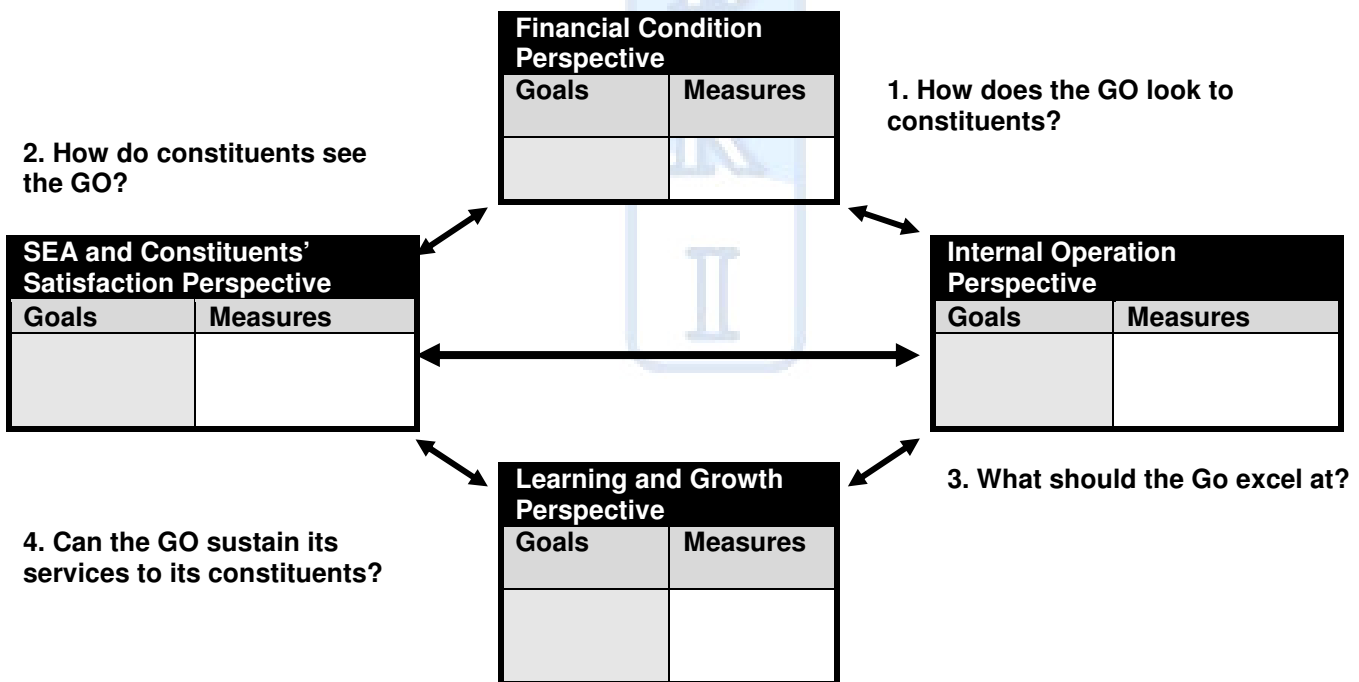 Financial Condition
Perspective
Goals Measures
1. How does the GO look to
constituents?
2. How do constituents see
the GO?
SEA and Constituents’
Satisfaction Perspective
Goals Measures
Internal Operation
Perspective
Goals Measures
3. What should the Go excel at?
Learning and Growth
Perspective
Goals Measures
4. Can the GO sustain its
services to its constituents?